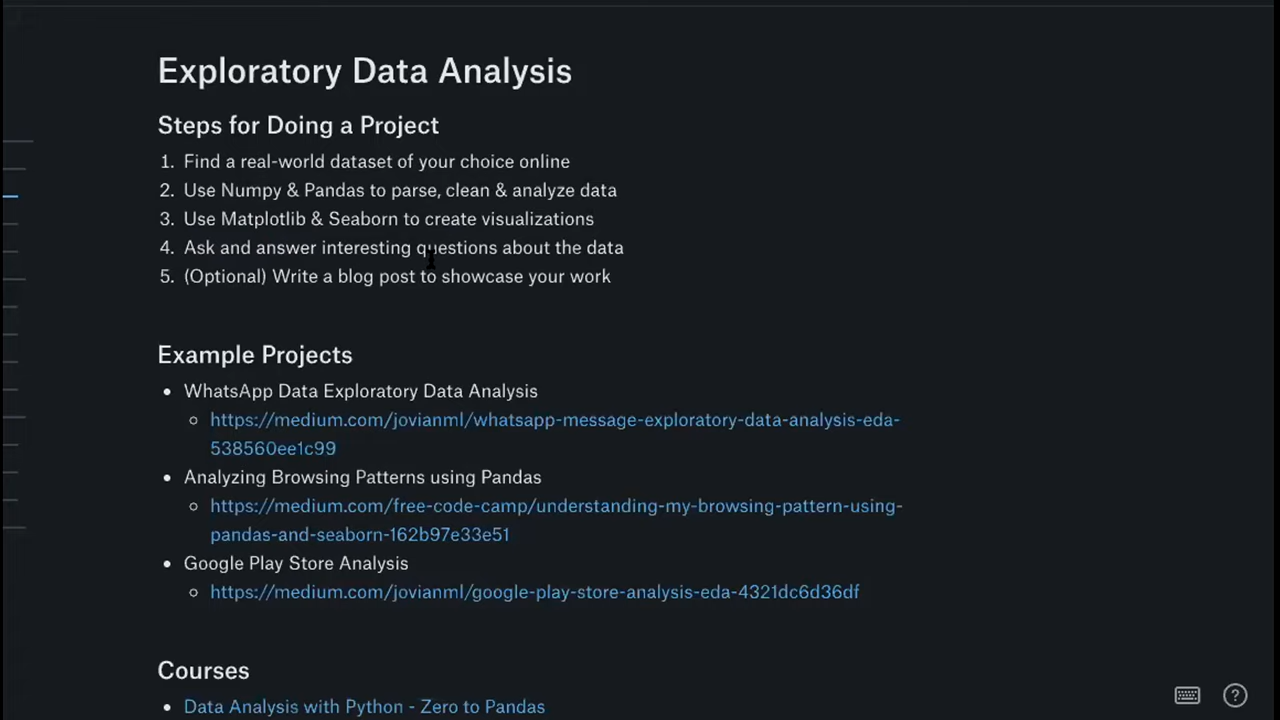 Exploratory Data Analysis
Steps for Doing a Project
1. Find a real-world dataset of your choice online
2. Use Numpy & Pandas to parse, clean & analyze data
3. Use Matplotlib & Seaborn to create visualizations
4. Ask and answer interesting questions about the data
5. (Optional) Write a blog post to showcase your work
Example Projects
• WhatsApp Data Exploratory Data Analysis
https://medium.com/jovianml/whatsapp-message-exploratory-data-analysis-eda-
538560ee1c99
• Analyzing Browsing Patterns using Pandas
https://medium.com/free-code-camp/understanding-my-browsing-pattern-using-
pandas-and-seaborn-162b97e33e51
• Google Play Store Analysis
https://medium.com/jovianml/google-play-store-analysis-eda-4321dc6d36df
Courses
• Data Analysis with Python - Zero to Pandas
?